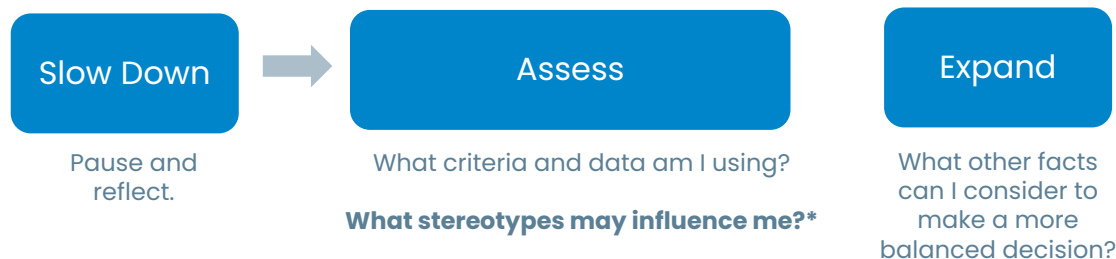 Slow Down
Pause and
reflect.
Assess
What criteria and data am I using?
What stereotypes may influence me?*
Expand
What other facts
can I consider to
make a more
balanced decision?